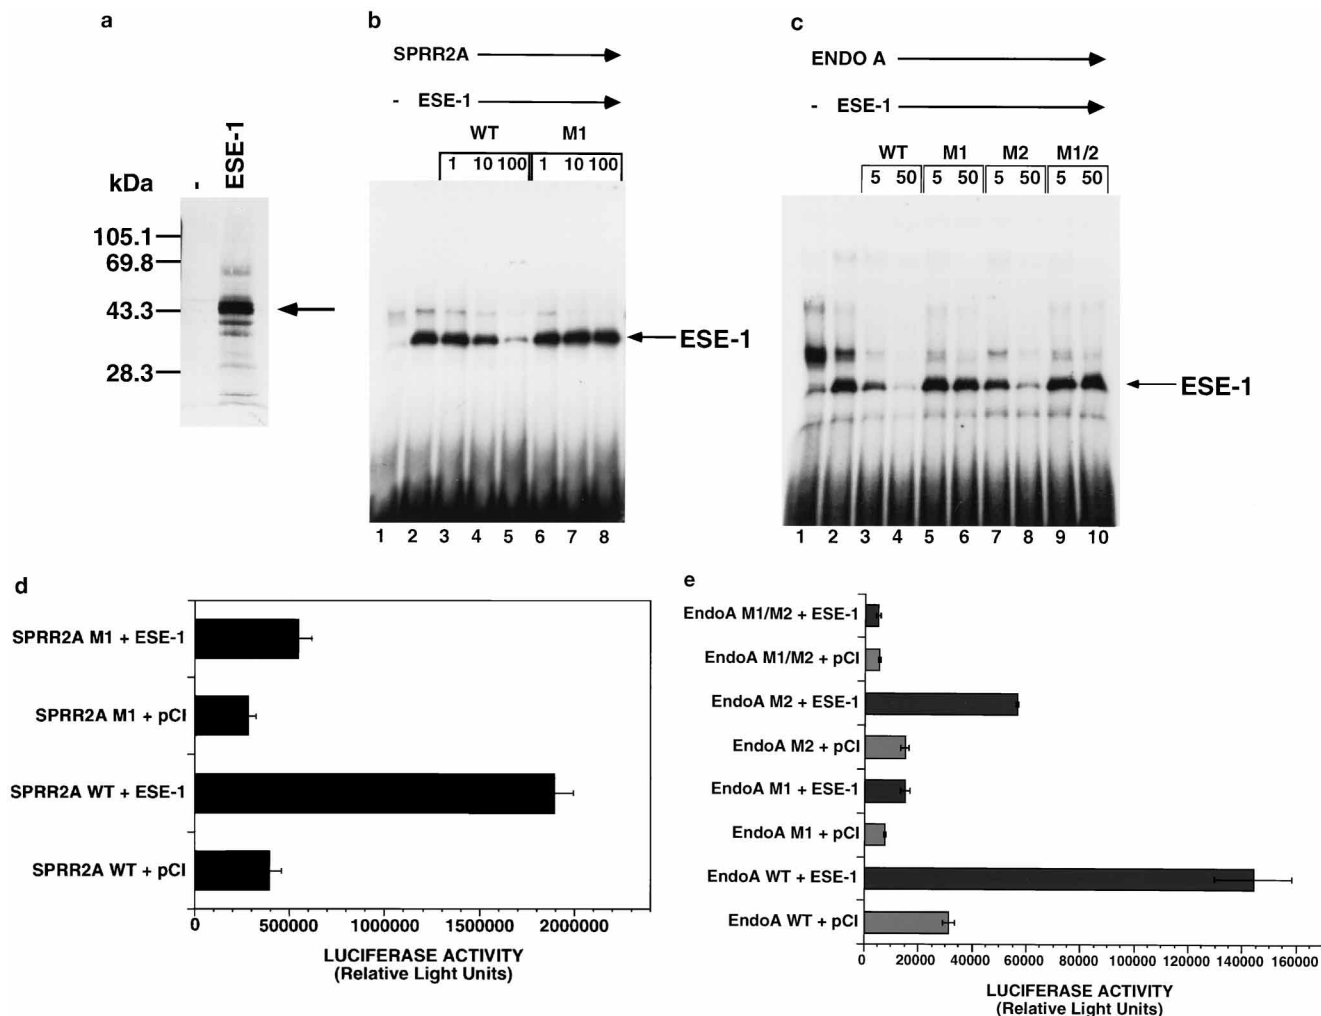 a
-
ESE-1
kDa
105.1
69.8
43.3
28.3
b
SPRR2A
- ESE-1
WT M1
1 10 100 1 10 100
ESE-1
1 2 3 4 5 6 7 8
c
ENDO A
- ESE-1
WT M1 M2 M1/2
5 50 5 50 5 50 5 50
ESE-1
1 2 3 4 5 6 7 8 9 10
d
SPRR2A M1 + ESE-1
SPRR2A M1 + pCI
SPRR2A WT + ESE-1
SPRR2A WT + pCI
0 500000 1000000 1500000 2000000
LUCIFERASE ACTIVITY
(Relative Light Units)
e
EndoA M1/M2 + ESE-1
EndoA M1/M2 + pCI
EndoA M2 + ESE-1
EndoA M2 + pCI
EndoA M1 + ESE-1
EndoA M1 + pCI
EndoA WT + ESE-1
EndoA WT + pCI
0 20000 40000 60000 80000 100000 120000 140000 160000
LUCIFERASE ACTIVITY
(Relative Light Units)